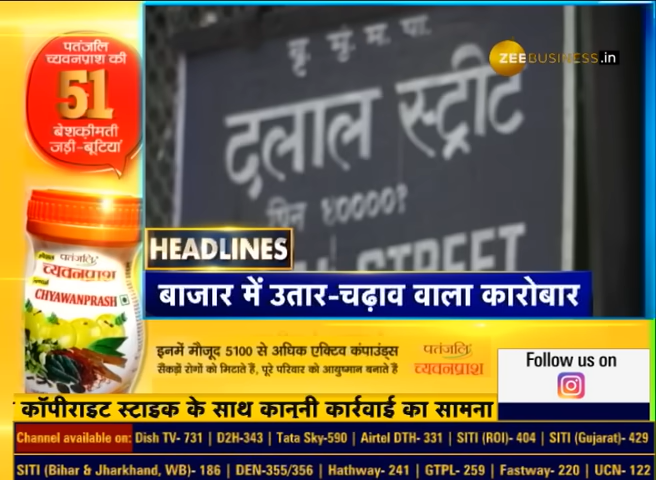 पतंजलि
च्यवनप्राश की
51
बेशकीमती
जड़ी-बूटियां
ZEEBUSINESS.in
बृ. मुं. म. पा.
दलाल स्ट्रीट
पिन ४००००१
STREET
HEADLINES
बाजार में उतार-चढ़ाव वाला कारोबार
पतंजलि
च्यवनप्राश
CHYAWANPRASH
इनमें मौजूद 5100 से अधिक एक्टिव कंपाउंड्स
सैकड़ों रोगों को मिटाते है, पूरे परिवार को आयुष्मान बनाते है
पतंजलि
च्यवनप्राश
Follow us on
कॉपीराइट स्टाइक के साथ कानूनी कार्रवाई का सामना
Channel available on: Dish TV- 731 | D2H-343 | Tata Sky-590 | Airtel DTH- 331 | SITI (ROI)- 404 | SITI (Gujarat)- 429
SITI (Bihar & Jharkhand, WB)- 186 | DEN-355/356 | Hathway- 241 | GTPL- 259 | Fastway- 220 | UCN- 122